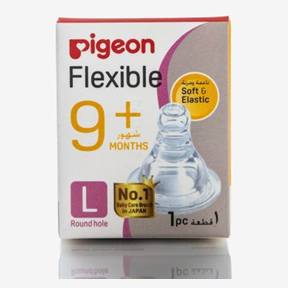 pigeon
Flexible
ناعمة ومرنة
Soft &
Elastic
9+
شهور
MONTHS
L
Round hole
No.1
Baby Care Brand
in JAPAN
1pc قطعة ١